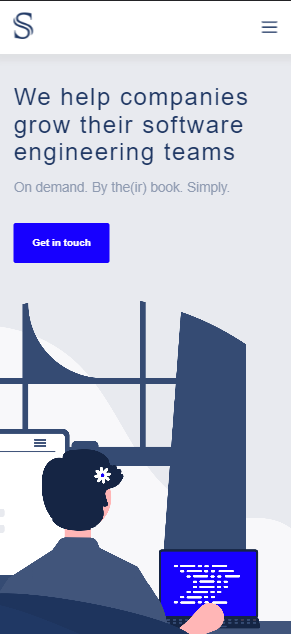 S
We help companies
grow their software
engineering teams
On demand. By the(ir) book. Simply.
Get in touch